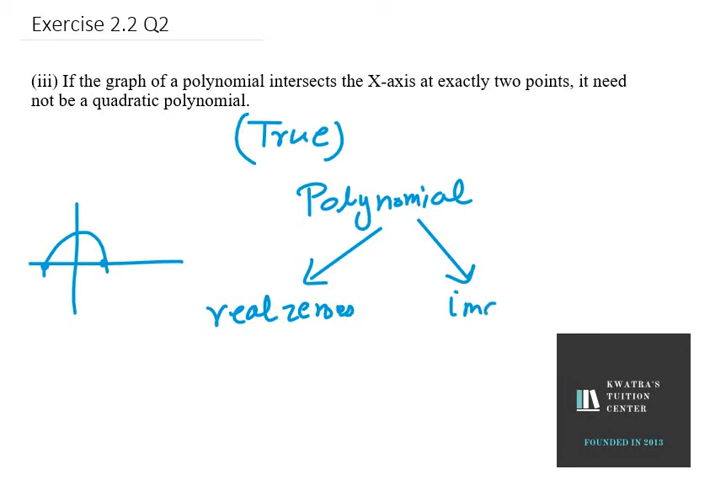 Exercise 2.2 Q2
(iii) If the graph of a polynomial intersects the X-axis at exactly two points, it need
not be a quadratic polynomial.
(True)
Polynomial
real zeroes
ima
KWATRA'S
TUITION
CENTER
FOUNDED IN 2013